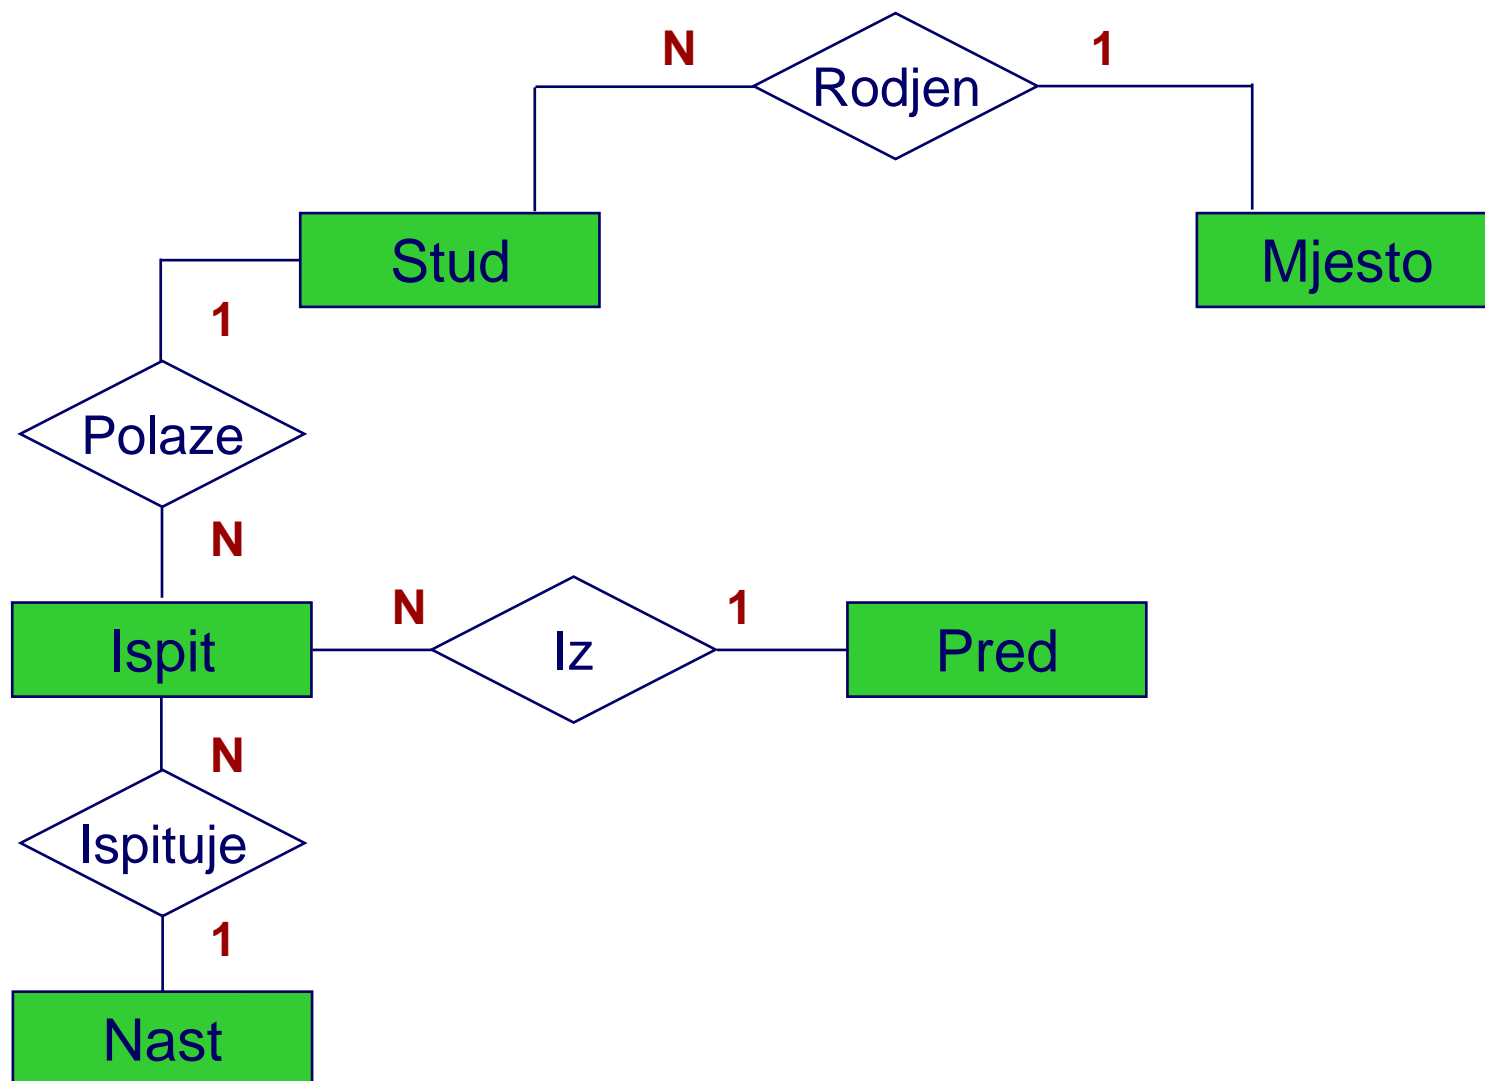 N
Rodjen
1
Stud
Mjesto
1
Polaze
N
Ispit
N
Iz
1
Pred
N
Ispituje
1
Nast